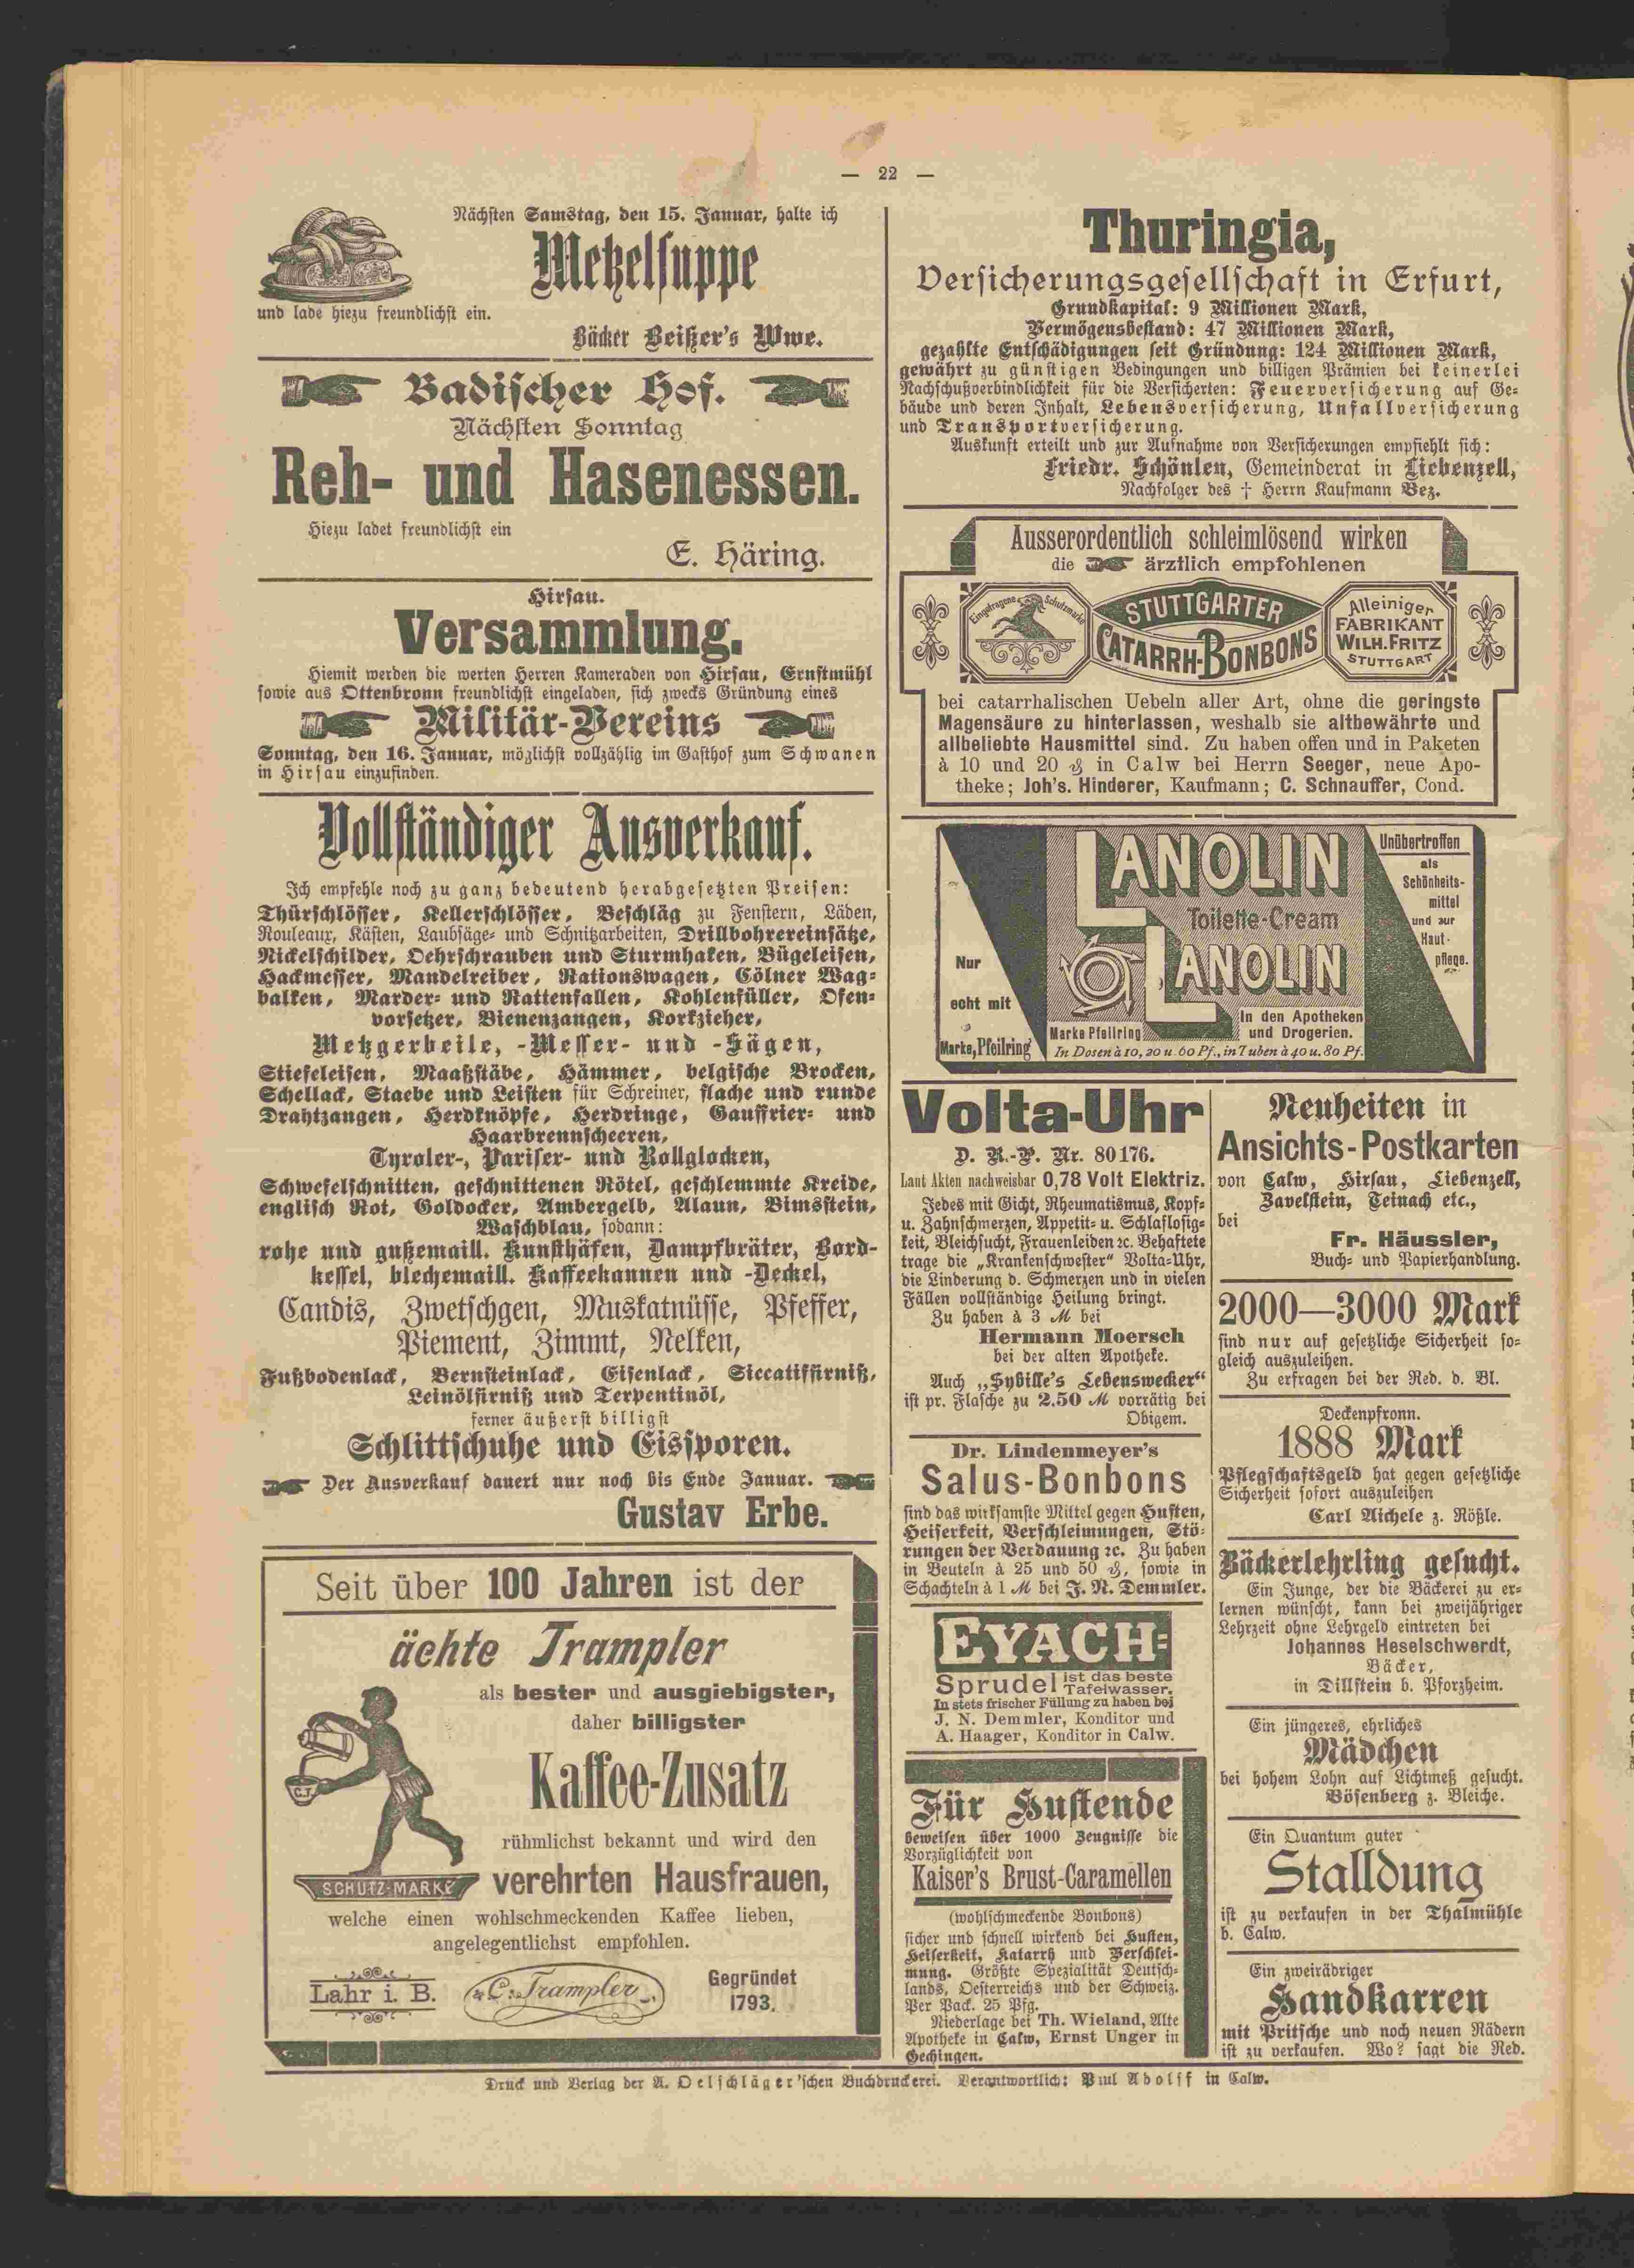 — 22 —
Nächsten Samstag, den 15. Januar, halte ich
Metzelsuppe
und lade hiezu freundlichst ein.
Bäcker Beißer's Wwe.
Badischer Hof.
Nächsten Sonntag
Reh- und Hasenessen.
Hiezu ladet freundlichst ein
E. Häring.
Hirsau.
Versammlung.
Hiemit werden die werten Herren Kameraden von Hirsau, Ernstmühl
sowie aus Ottenbronn freundlichst eingeladen, sich zwecks Gründung eines
Militär-Vereins
Sonntag, den 16. Januar, möglichst vollzählig im Gasthof zum Schwanen
in Hirsau einzufinden.
Vollständiger Ausverkauf.
Ich empfehle noch zu ganz bedeutend herabgesetzten Preisen:
Thürschlösser, Kellerschlösser, Beschläg zu Fenstern, Läden,
Rouleaux, Kästen, Laubsäge- und Schnitzarbeiten, Drillbohrereinsätze,
Nickelschilder, Oehrschrauben und Sturmhaken, Bügeleisen,
Hackmesser, Mandelreiber, Rationswagen, Cölner Wag-
balken, Marder- und Rattenfallen, Kohlenfüller, Ofen-
vorsetzer, Bienenzangen, Korkzieher,
Metzgerbeile, -Messer- und -Sägen,
Stiefeleisen, Maaßstäbe, Hämmer, belgische Brocken,
Schellack, Staebe und Leisten für Schreiner, flache und runde
Drahtzangen, Herdknöpfe, Herdringe, Gauffrier- und
Haarbrennscheeren,
Tyroler-, Pariser- und Rollglocken,
Schwefelschnitten, geschnittenen Rötel, geschlemmte Kreide,
englisch Rot, Goldocker, Ambergelb, Alaun, Bimsstein,
Waschblau, sodann:
rohe und gußemaill. Kunsthäfen, Dampfbräter, Bord-
kessel, blechemaill. Kaffeekannen und -Deckel,
Candis, Zwetschgen, Muskatnüsse, Pfeffer,
Piement, Zimmt, Nelken,
Fußbodenlack, Bernsteinlack, Eisenlack, Siccatiffirniß,
Leinölfirniß und Terpentinöl,
ferner äußerst billigst
Schlittschuhe und Eissporen.
Der Ausverkauf dauert nur noch bis Ende Januar.
Gustav Erbe.
Seit über 100 Jahren ist der
ächte Trampler
als bester und ausgiebigster,
daher billigster
Kaffee-Zusatz
C.T.
rühmlichst bekannt und wird den
SCHUTZ-MARKE
verehrten Hausfrauen,
welche einen wohlschmeckenden Kaffee lieben,
angelegentlichst empfohlen.
Lahr i. B.
C. Trampler
Gegründet
1793.
Thuringia,
Versicherungsgesellschaft in Erfurt,
Grundkapital: 9 Millionen Mark,
Vermögensbestand: 47 Millionen Mark,
gezahlte Entschädigungen seit Gründung: 124 Millionen Mark,
gewährt zu günstigen Bedingungen und billigen Prämien bei keinerlei
Nachschußverbindlichkeit für die Versicherten: Feuerversicherung auf Ge-
bäude und deren Inhalt, Lebensversicherung, Unfallversicherung
und Transportversicherung.
Auskunft erteilt und zur Aufnahme von Versicherungen empfiehlt sich:
Friedr. Schönlen, Gemeinderat in Liebenzell,
Nachfolger des † Herrn Kaufmann Bez.
Ausserordentlich schleimlösend wirken
die ärztlich empfohlenen
Eingetragene Schutzmarke
STUTTGARTER
CATARRH-BONBONS
Alleiniger
FABRIKANT
WILH. FRITZ
STUTTGART
bei catarrhalischen Uebeln aller Art, ohne die geringste
Magensäure zu hinterlassen, weshalb sie altbewährte und
allbeliebte Hausmittel sind. Zu haben offen und in Paketen
à 10 und 20 ₰ in Calw bei Herrn Seeger, neue Apo-
theke; Joh's. Hinderer, Kaufmann; C. Schnauffer, Cond.
LANOLIN
Toilette-Cream
LANOLIN
Unübertroffen
als
Schönheits-
mittel
und zur
Haut-
pflege.
Nur
echt mit
Marke „Pfeilring
Marke Pfeilring
In den Apotheken
und Drogerien.
In Dosen à 10, 20 u. 60 Pf., in Tuben à 40 u. 80 Pf.
Volta-Uhr
D. R.-P. Nr. 80176.
Laut Akten nachweisbar 0,78 Volt Elektriz.
Jedes mit Gicht, Rheumatismus, Kopf-
u. Zahnschmerzen, Appetit- u. Schlaflosig-
keit, Bleichsucht, Frauenleiden ꝛc. Behaftete
trage die „Krankenschwester“ Volta-Uhr,
die Linderung d. Schmerzen und in vielen
Fällen vollständige Heilung bringt.
Zu haben à 3 ℳ bei
Hermann Moersch
bei der alten Apotheke.
Auch „Sybille's Lebenswecker“
ist pr. Flasche zu 2.50 ℳ vorrätig bei
Obigem.
Dr. Lindenmeyer's
Salus-Bonbons
sind das wirksamste Mittel gegen Husten,
Heiserkeit, Verschleimungen, Stö-
rungen der Verdauung ꝛc. Zu haben
in Beuteln à 25 und 50 ₰, sowie in
Schachteln à 1 ℳ bei J. N. Demmler.
EYACH-
Sprudel ist das beste Tafelwasser.
In stets frischer Füllung zu haben bei
J. N. Demmler, Konditor und
A. Haager, Konditor in Calw.
Für Hustende
beweisen über 1000 Zeugnisse die
Vorzüglichkeit von
Kaiser's Brust-Caramellen
(wohlschmeckende Bonbons)
sicher und schnell wirkend bei Husten,
Heiserkeit, Katarrh und Verschlei-
mung. Größte Spezialität Deutsch-
lands, Oesterreichs und der Schweiz.
Per Pack. 25 Pfg.
Niederlage bei Th. Wieland, Alte
Apotheke in Calw, Ernst Unger in
Gechingen.
Neuheiten in
Ansichts-Postkarten
von Calw, Hirsau, Liebenzell,
Zavelstein, Teinach etc.,
bei
Fr. Häussler,
Buch- und Papierhandlung.
2000—3000 Mark
sind nur auf gesetzliche Sicherheit so-
gleich auszuleihen.
Zu erfragen bei der Red. d. Bl.
Deckenpfronn.
1888 Mark
Pflegschaftsgeld hat gegen gesetzliche
Sicherheit sofort auszuleihen
Carl Aichele z. Rößle.
Bäckerlehrling gesucht.
Ein Junge, der die Bäckerei zu er-
lernen wünscht, kann bei zweijähriger
Lehrzeit ohne Lehrgeld eintreten bei
Johannes Heselschwerdt,
Bäcker,
in Dillstein b. Pforzheim.
Ein jüngeres, ehrliches
Mädchen
bei hohem Lohn auf Lichtmeß gesucht.
Bösenberg z. Bleiche.
Ein Quantum guter
Stalldung
ist zu verkaufen in der Thalmühle
b. Calw.
Ein zweirädriger
Handkarren
mit Pritsche und noch neuen Rädern
ist zu verkaufen. Wo? sagt die Red.
Druck und Verlag der A. Oelschläger'schen Buchdruckerei. Verantwortlich: Paul Adolff in Calw.